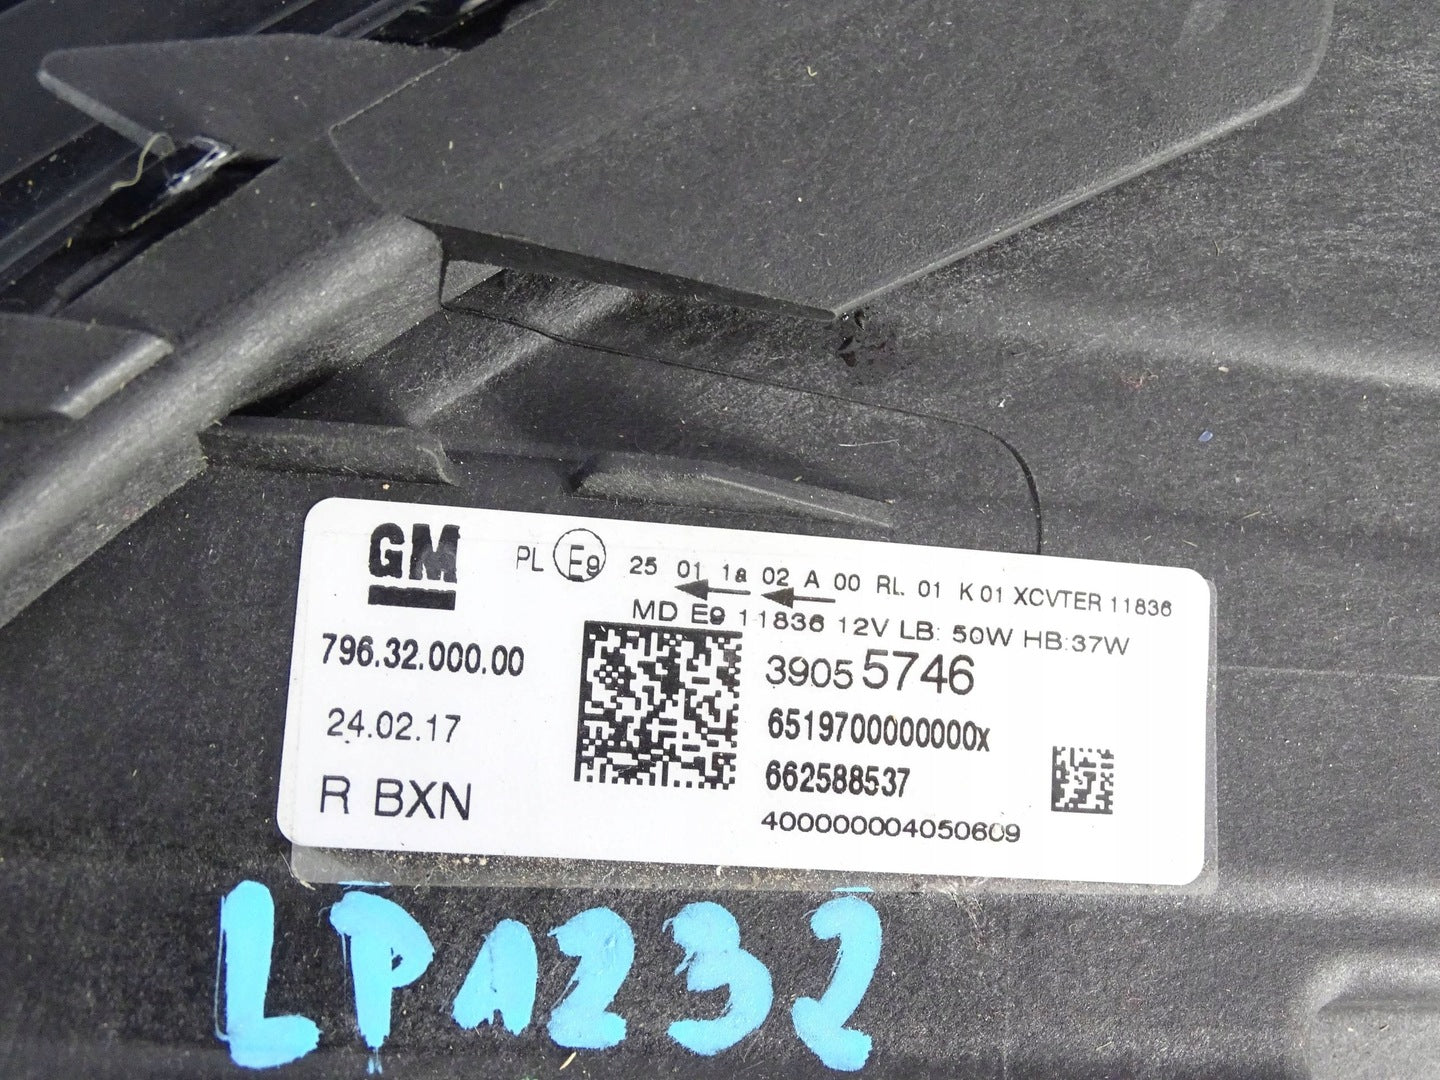 GM
PL E9 25 01 1a 02 A 00 RL. 01 K 01 XCVTER 11836
MD E9 11836 12V LB: 50W HB:37W
796.32.000.00
39055746
24.02.17
6519700000000x
662588537
R BXN
400000004050609
LPA232